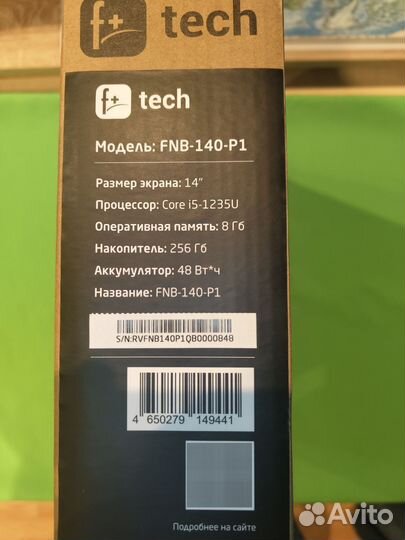 f+ tech
f+ tech
Модель: FNB-140-P1
Размер экрана: 14"
Процессор: Core i5-1235U
Оперативная память: 8 Гб
Накопитель: 256 Гб
Аккумулятор: 48 Вт*ч
Название: FNB-140-P1
S/N:RVFNB140P1QB0000848
4 650279 149441
Подробнее на сайте
Avito